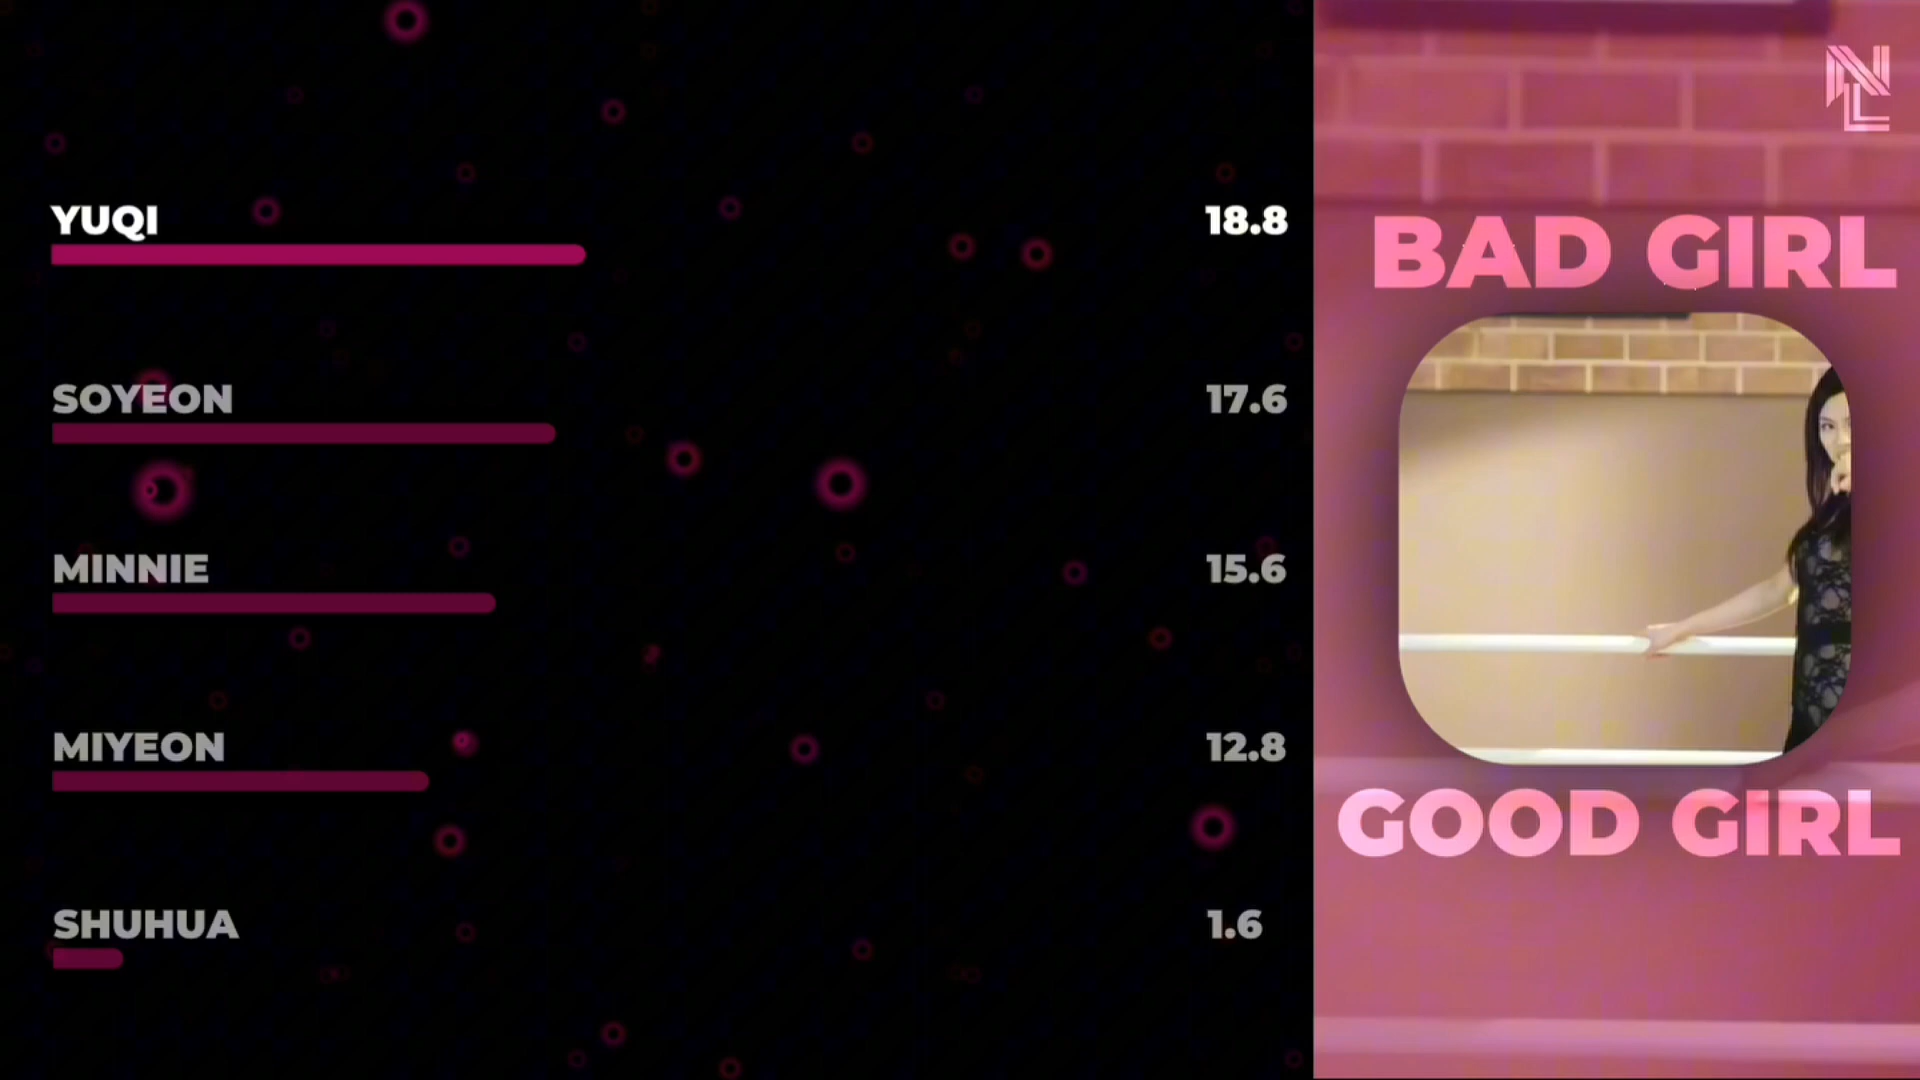 YUQI 18.8
SOYEON 17.6
MINNIE 15.6
MIYEON 12.8
SHUHUA 1.6
NL
BAD GIRL
GOOD GIRL